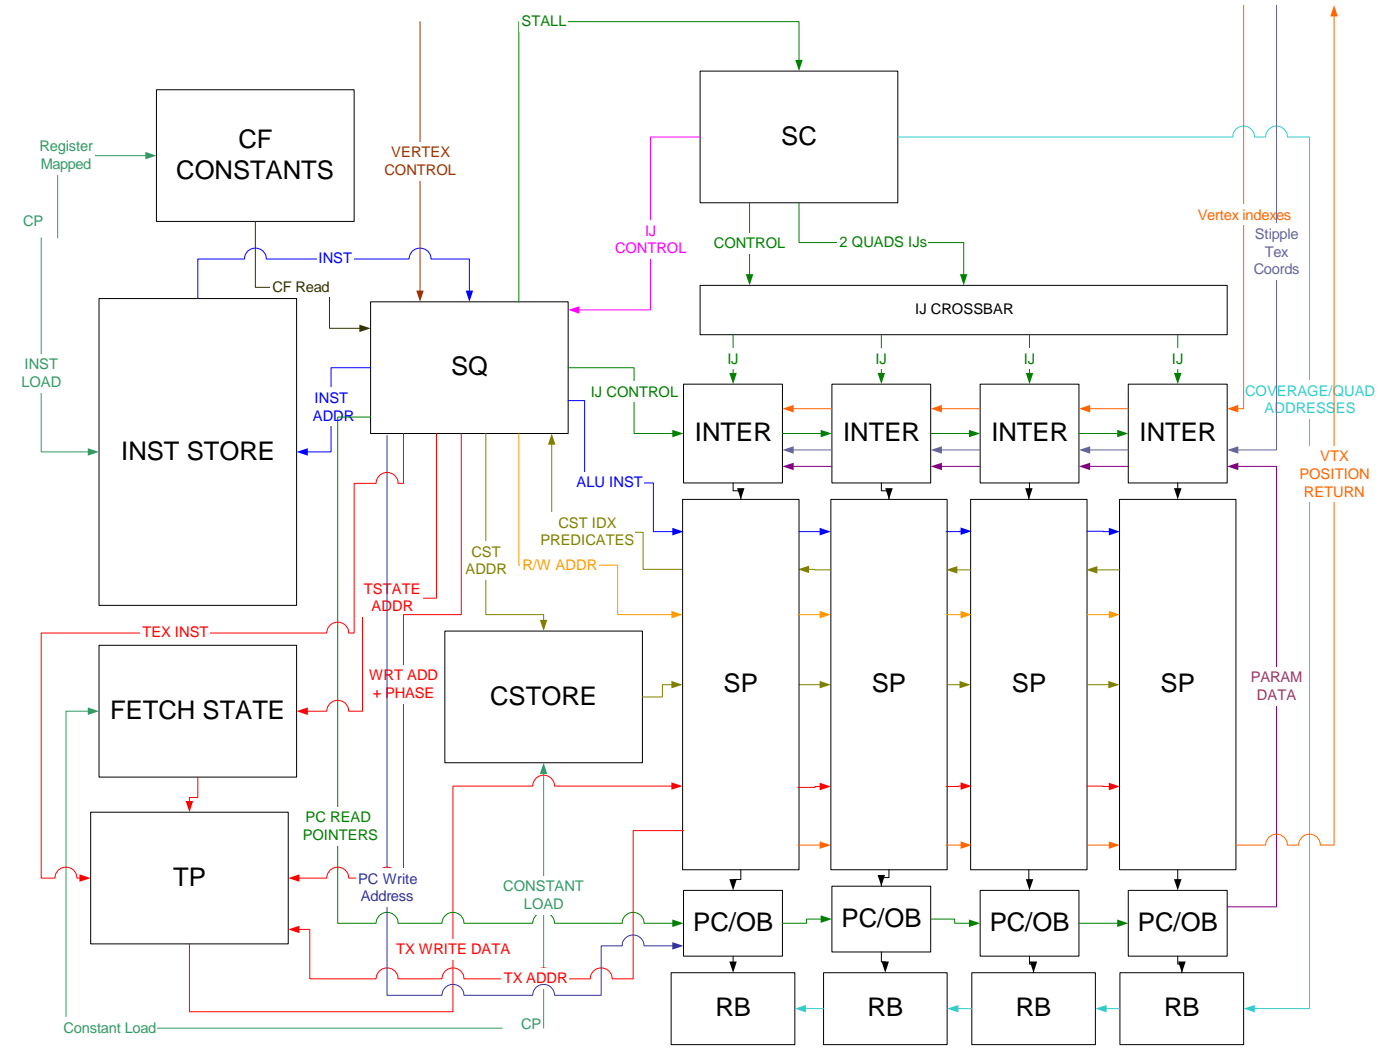 STALL
CF
CONSTANTS
SC
Register
Mapped
VERTEX
CONTROL
CP
Vertex indexes
Stipple
Tex
Coords
IJ
CONTROL
CONTROL
2 QUADS IJs
INST
CF Read
IJ CROSSBAR
INST
LOAD
SQ
IJ
IJ
IJ
IJ
INST
ADDR
IJ CONTROL
COVERAGE/QUAD
ADDRESSES
INST STORE
INTER
INTER
INTER
INTER
VTX
POSITION
RETURN
ALU INST
CST IDX
PREDICATES
CST
ADDR
R/W ADDR
TSTATE
ADDR
TEX INST
WRT ADD
+ PHASE
CSTORE
SP
SP
SP
SP
PARAM
DATA
FETCH STATE
PC READ
POINTERS
TP
PC Write
Address
CONSTANT
LOAD
PC/OB
PC/OB
PC/OB
PC/OB
TX WRITE DATA
TX ADDR
RB
RB
RB
RB
Constant Load
CP